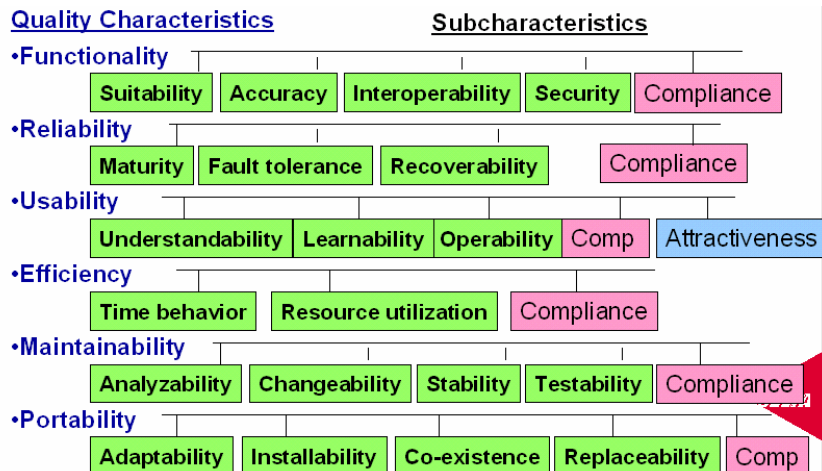 Quality Characteristics Subcharacteristics
•Functionality
Suitability Accuracy Interoperability Security Compliance
•Reliability
Maturity Fault tolerance Recoverability Compliance
•Usability
Understandability Learnability Operability Comp Attractiveness
•Efficiency
Time behavior Resource utilization Compliance
•Maintainability
Analyzability Changeability Stability Testability Compliance
•Portability
Adaptability Installability Co-existence Replaceability Comp